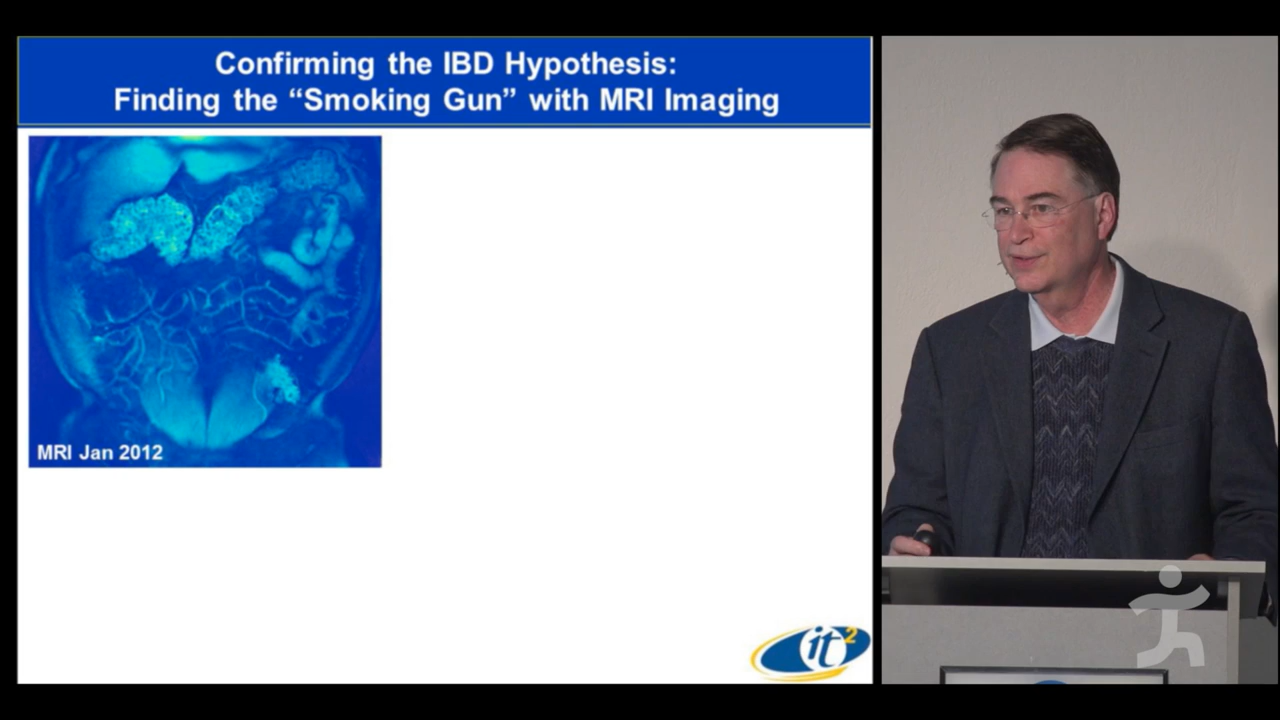 Confirming the IBD Hypothesis:
Finding the “Smoking Gun” with MRI Imaging
MRI Jan 2012
it²